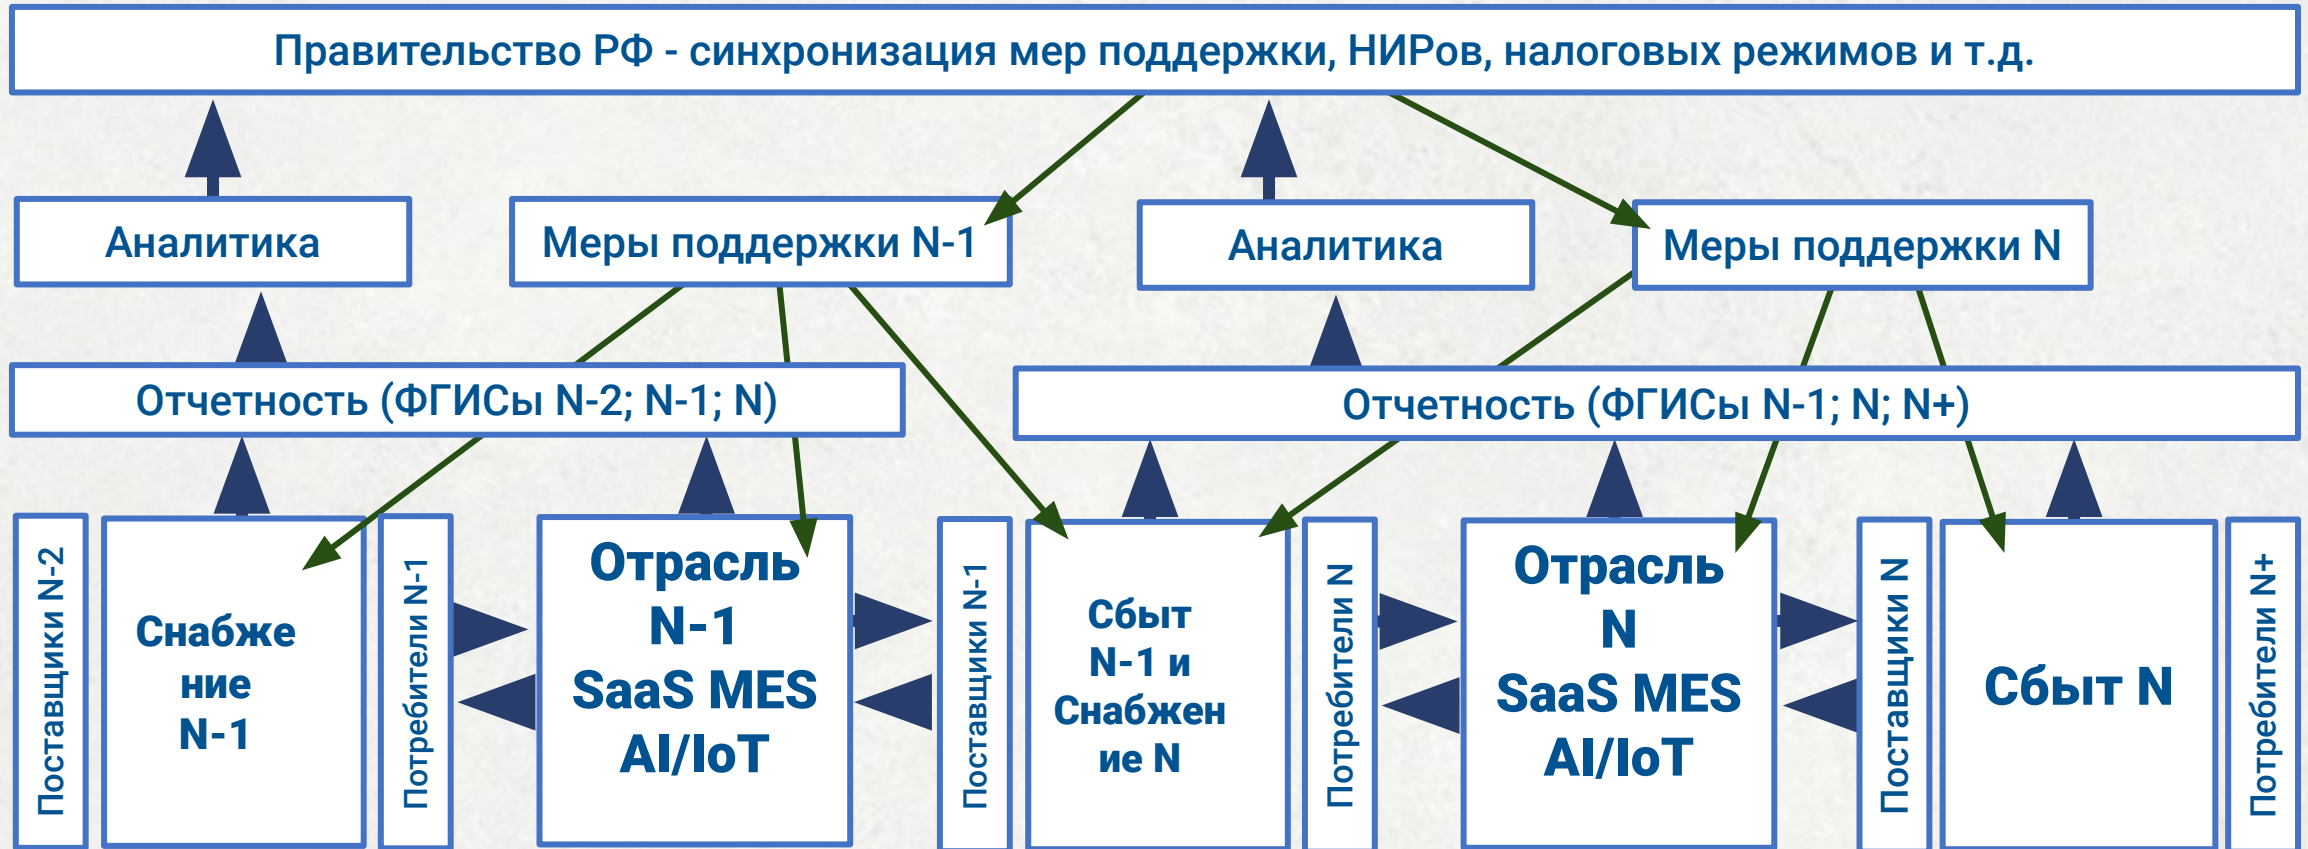 Правительство РФ - синхронизация мер поддержки, НИРов, налоговых режимов и т.д.
Аналитика
Меры поддержки N-1
Аналитика
Меры поддержки N
Отчетность (ФГИСы N-2; N-1; N)
Отчетность (ФГИСы N-1; N; N+)
Поставщики N-2
Снабже
ние
N-1
Потребители N-1
Отрасль
N-1
SaaS MES
AI/IoT
Поставщики N-1
Сбыт
N-1 и
Снабжен
ие N
Потребители N
Отрасль
N
SaaS MES
AI/IoT
Поставщики N
Сбыт N
Потребители N+